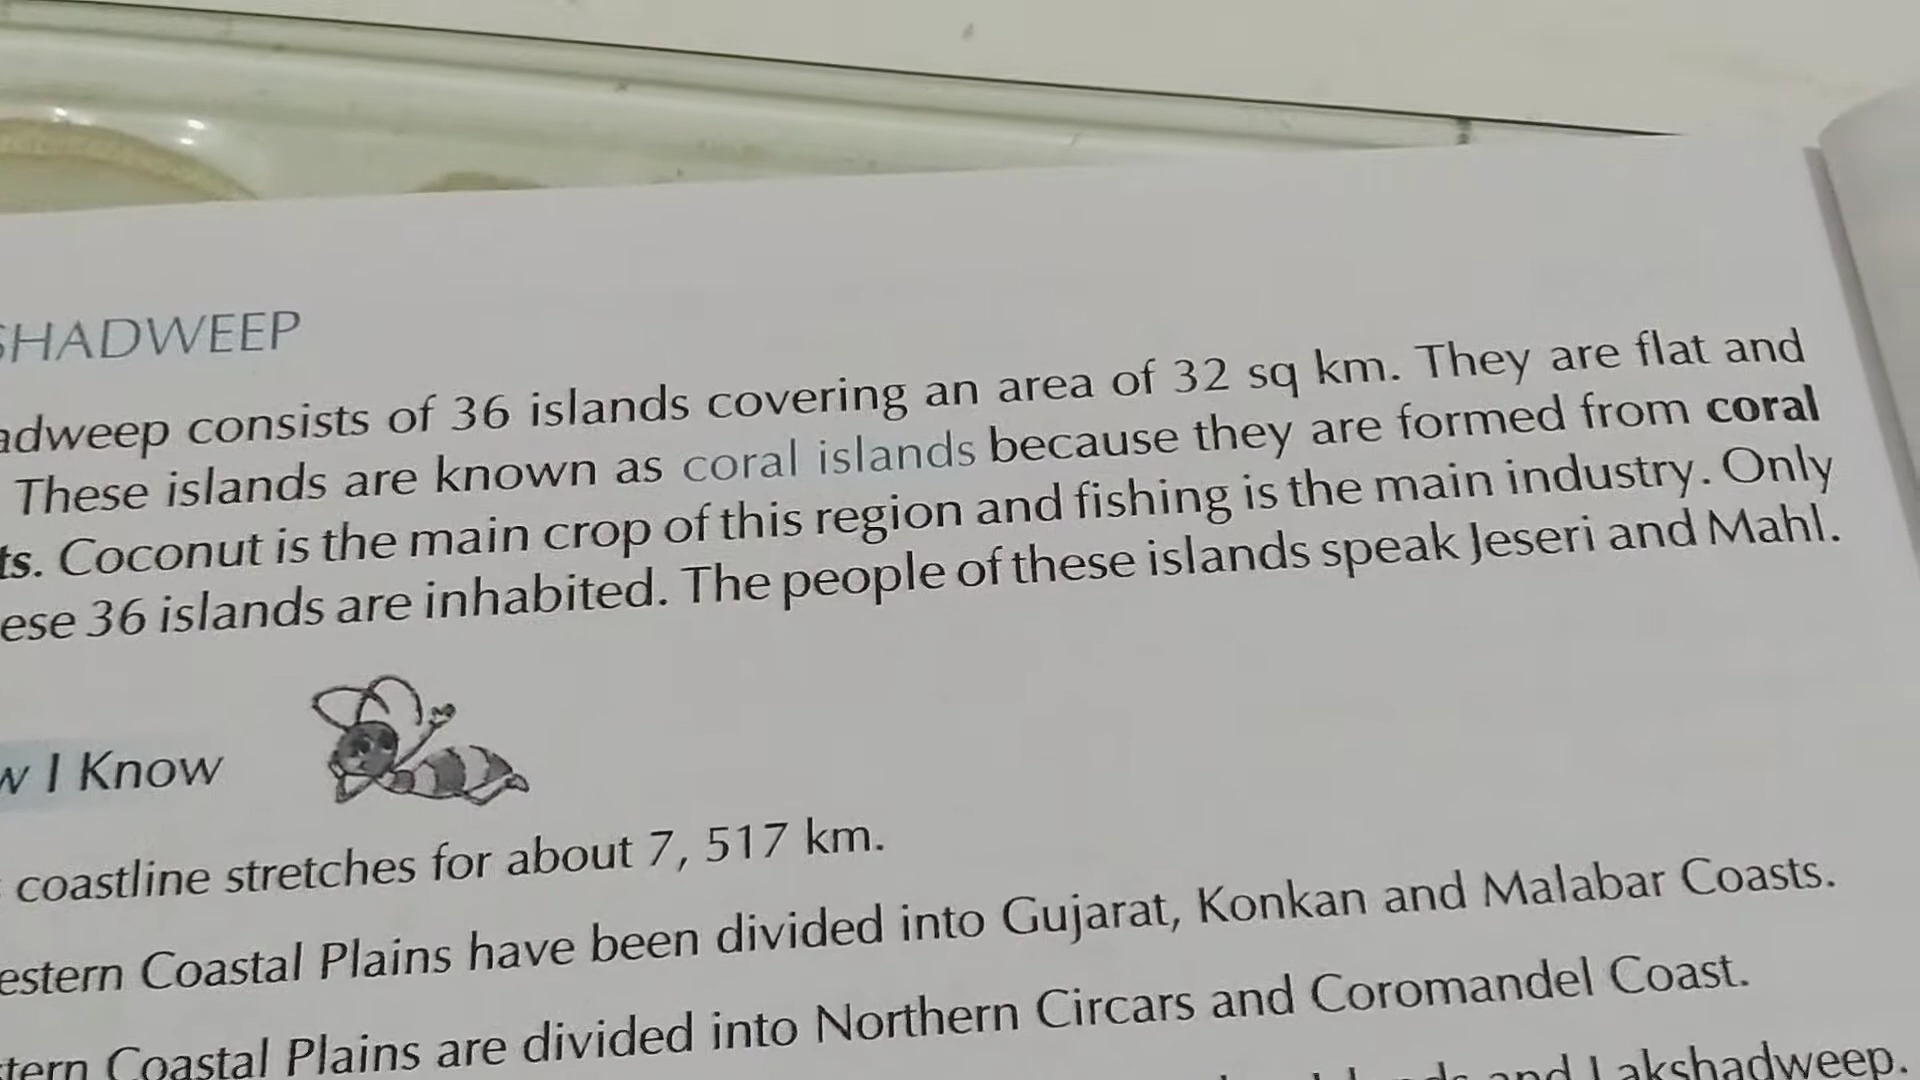 SHADWEEP
adweep consists of 36 islands covering an area of 32 sq km. They are flat and
These islands are known as coral islands because they are formed from coral
ts. Coconut is the main crop of this region and fishing is the main industry. Only
ese 36 islands are inhabited. The people of these islands speak Jeseri and Mahl.
w I Know
coastline stretches for about 7, 517 km.
estern Coastal Plains have been divided into Gujarat, Konkan and Malabar Coasts.
tern Coastal Plains are divided into Northern Circars and Coromandel Coast.
and Lakshadweep.